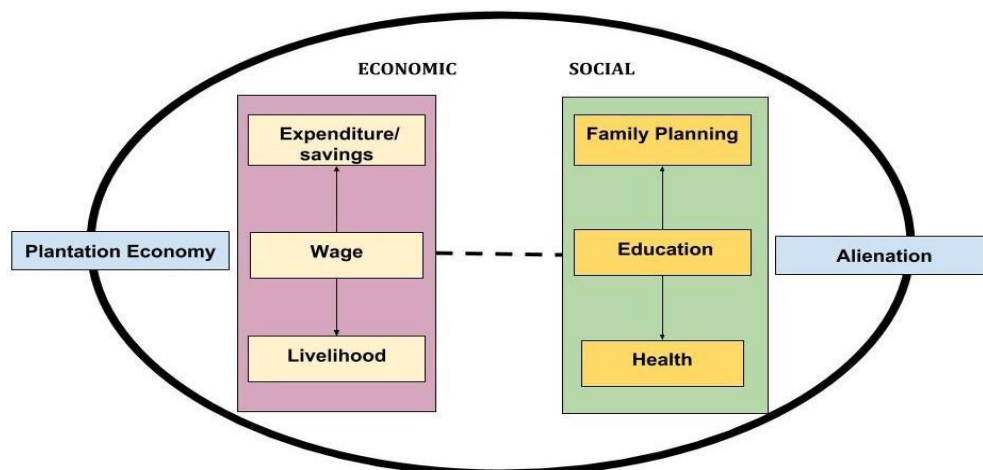 ECONOMIC
SOCIAL
Expenditure/
savings
Family Planning
Plantation Economy
Wage
Education
Alienation
Livelihood
Health